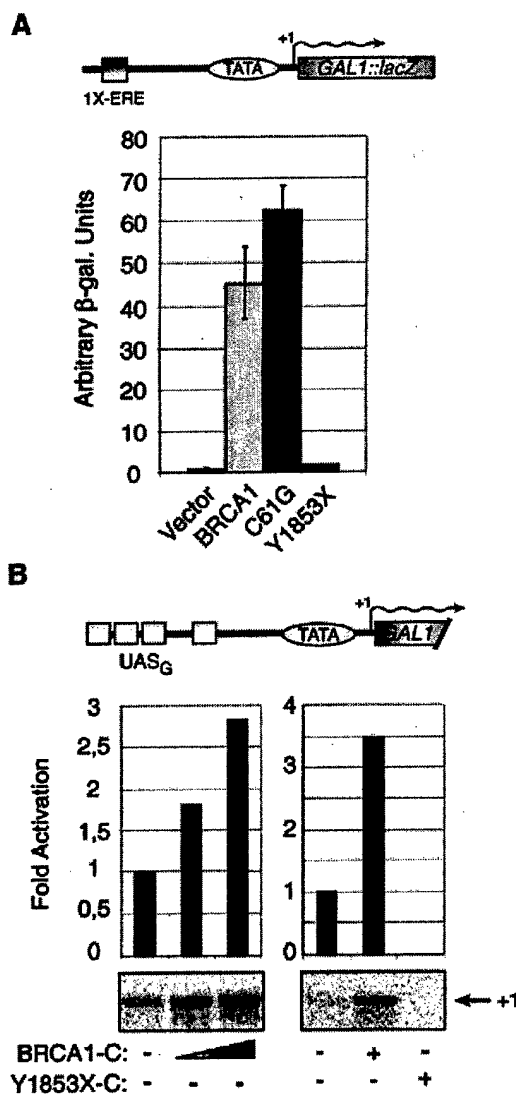 A
+1
TATA
GAL1::lacZ
1X-ERE
Arbitrary β-gal. Units
80
70
60
50
40
30
20
10
0
Vector
BRCA1
C61G
Y1853X
B
+1
TATA
GAL1
UASG
Fold Activation
3
2,5
2
1,5
1
0,5
0
4
3
2
1
0
+1
BRCA1-C: - - + -
Y1853X-C: - - - - - +